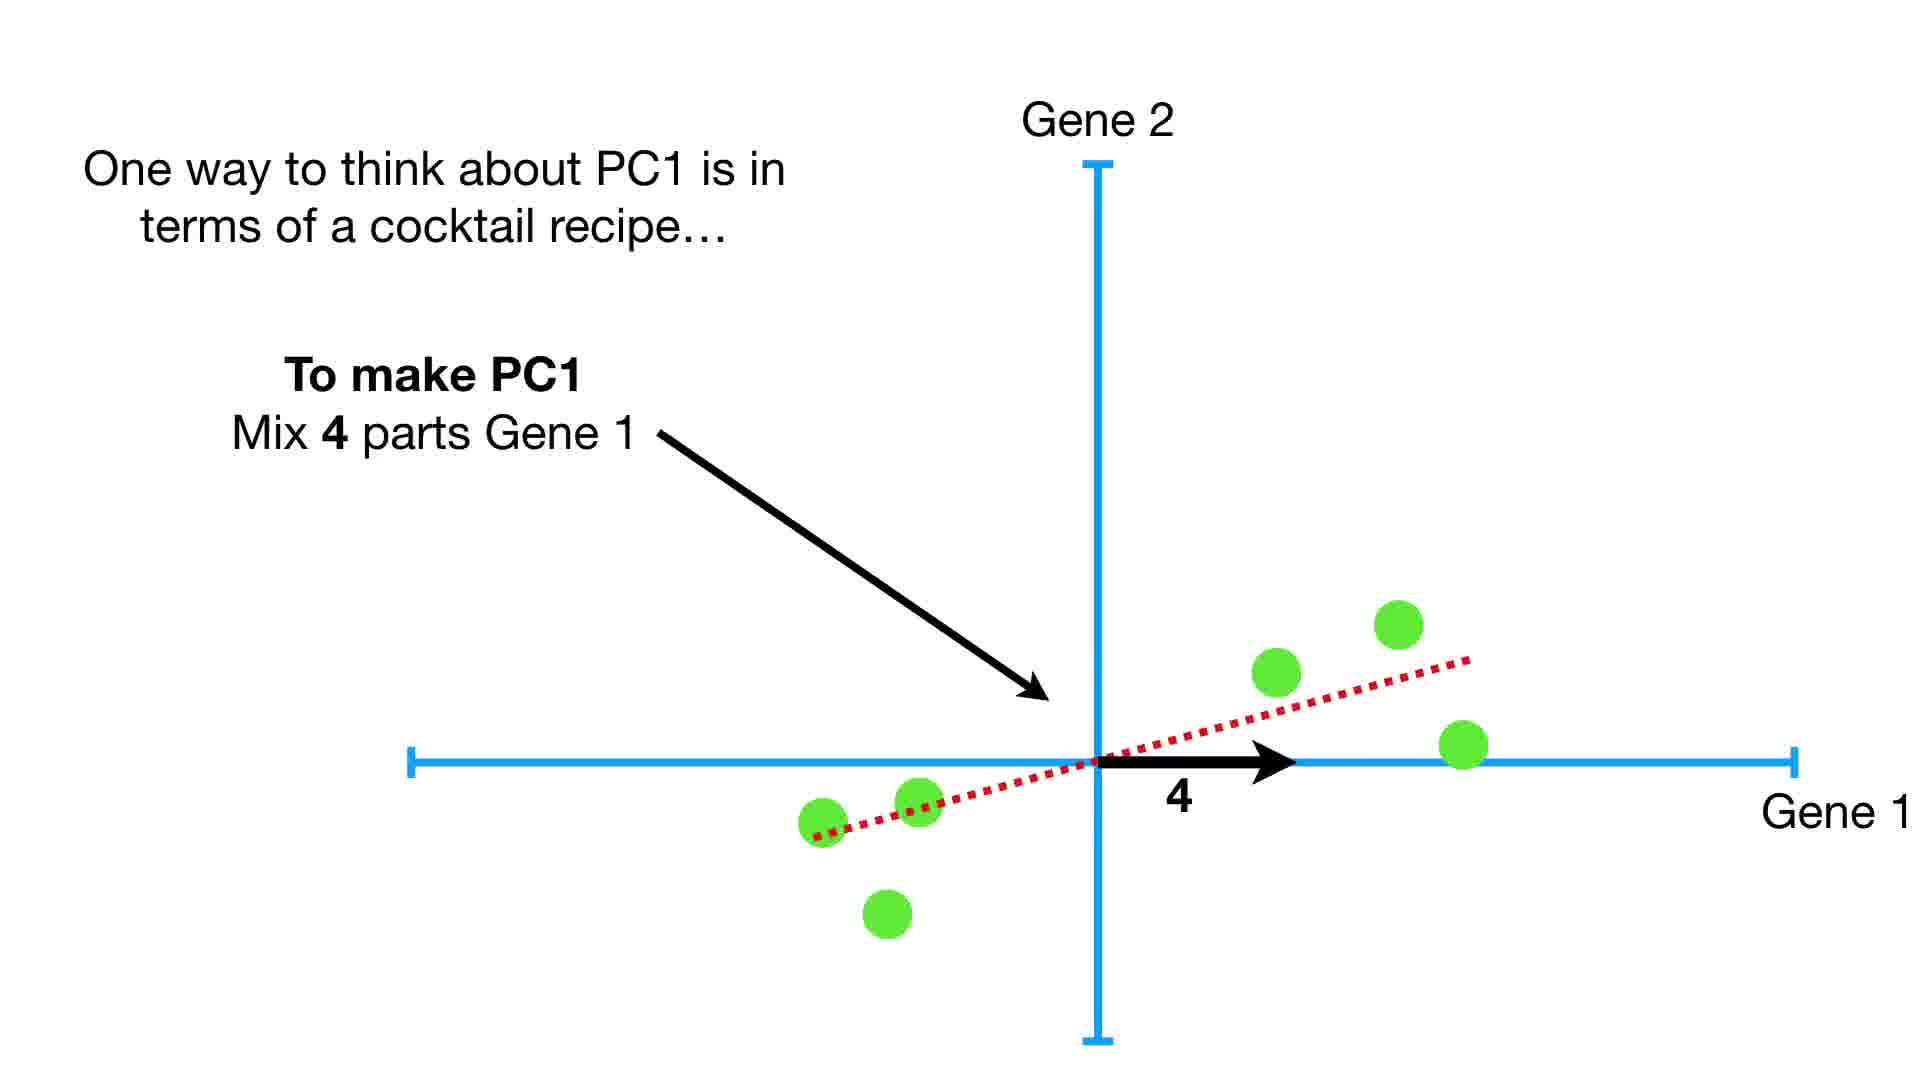 Gene 2
One way to think about PC1 is in
terms of a cocktail recipe…
To make PC1
Mix 4 parts Gene 1
4
Gene 1